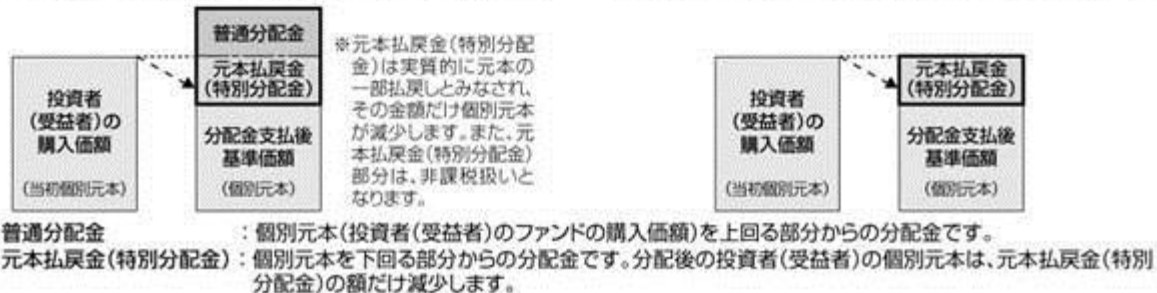 普通分配金
元本払戻金
(特別分配金)
投資者
(受益者)の
購入価額
(当初個別元本)
分配金支払後
基準価額
(個別元本)
※元本払戻金(特別分配
金)は実質的に元本の
一部払戻しとみなされ、
その金額だけ個別元本
が減少します。また、元
本払戻金(特別分配金)
部分は、非課税扱いと
なります。
投資者
(受益者)の
購入価額
(当初個別元本)
元本払戻金
(特別分配金)
分配金支払後
基準価額
(個別元本)
普通分配金 :個別元本(投資者(受益者)のファンドの購入価額)を上回る部分からの分配金です。
元本払戻金(特別分配金):個別元本を下回る部分からの分配金です。分配後の投資者(受益者)の個別元本は、元本払戻金(特別
分配金)の額だけ減少します。